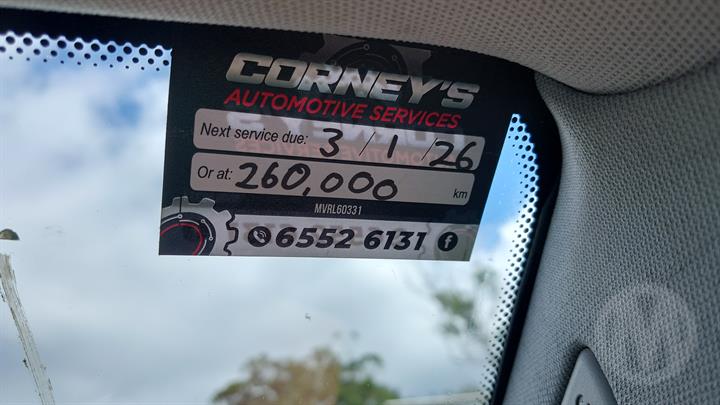 CORNEY'S
AUTOMOTIVE SERVICES
Next service due: 3/1/26
Or at: 260,000 km
MVRL60331
6552 6131 f